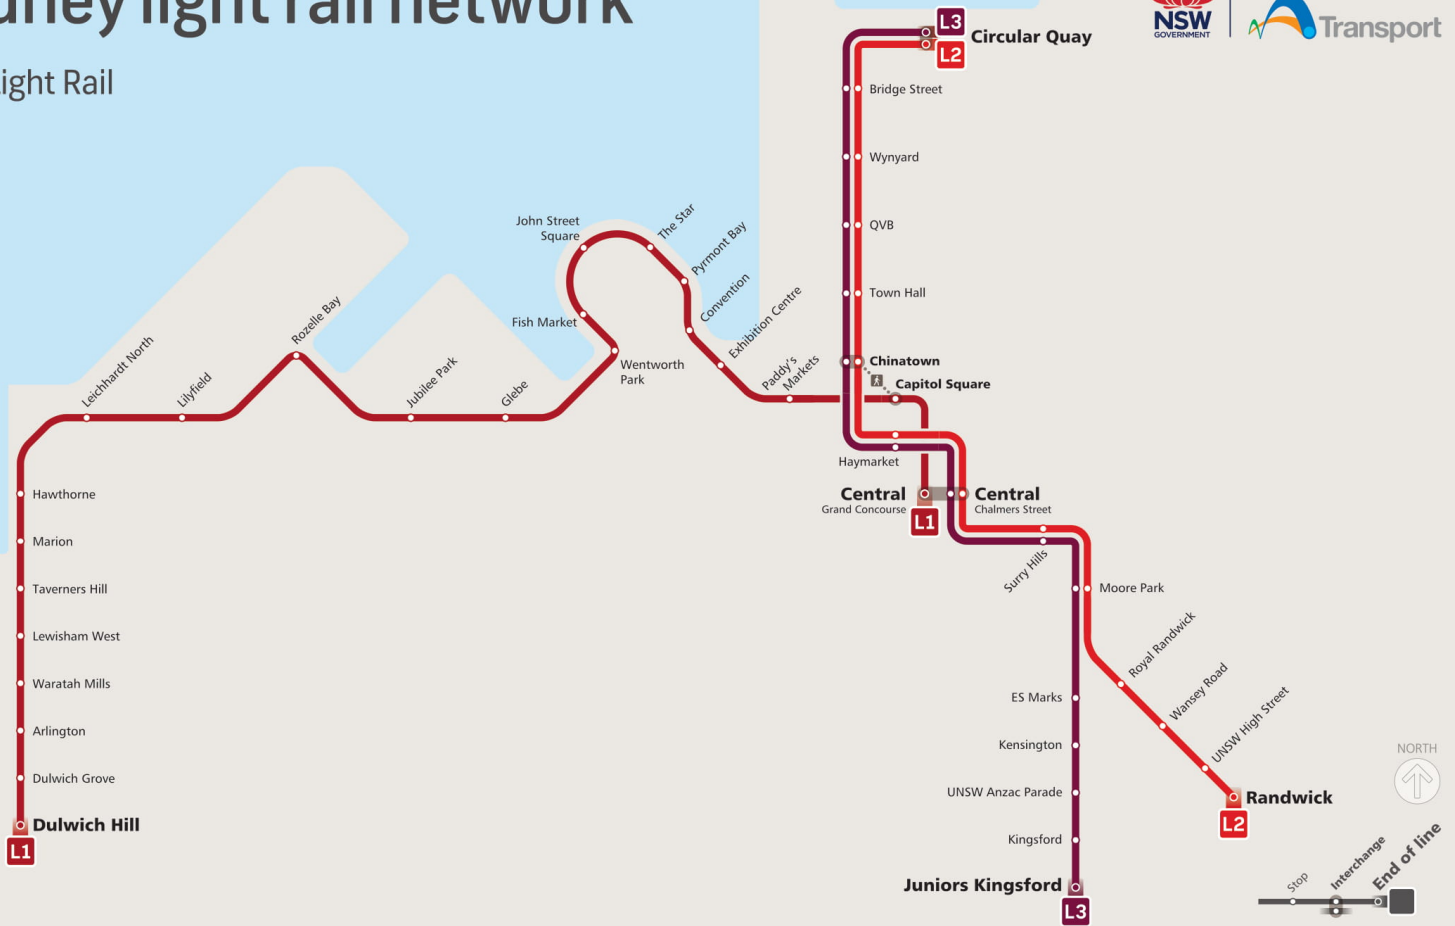 dney light rail network
Light Rail
NSW
GOVERNMENT
Transport
L3
Circular Quay
L2
Bridge Street
Wynyard
QVB
Town Hall
Chinatown
Capitol Square
Haymarket
Central
Grand Concourse
L1
Central
Chalmers Street
Surry Hills
Moore Park
Royal Randwick
Wansey Road
UNSW High Street
Randwick
L2
ES Marks
Kensington
UNSW Anzac Parade
Kingsford
Juniors Kingsford
L3
Paddy's
Markets
Exhibition Centre
Convention
Pyrmont Bay
The Star
John Street
Square
Fish Market
Wentworth
Park
Glebe
Jubilee Park
Rozelle Bay
Lilyfield
Leichhardt North
Hawthorne
Marion
Taverners Hill
Lewisham West
Waratah Mills
Arlington
Dulwich Grove
Dulwich Hill
L1
NORTH
Stop
Interchange
End of line